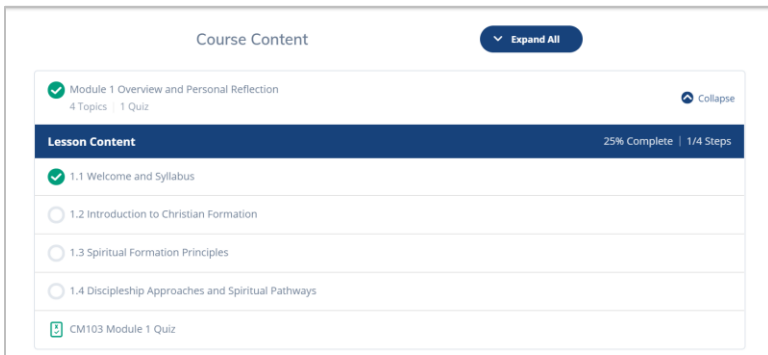 Course Content
Expand All
Module 1 Overview and Personal Reflection
4 Topics | 1 Quiz
Collapse
Lesson Content
25% Complete | 1/4 Steps
1.1 Welcome and Syllabus
1.2 Introduction to Christian Formation
1.3 Spiritual Formation Principles
1.4 Discipleship Approaches and Spiritual Pathways
CM103 Module 1 Quiz